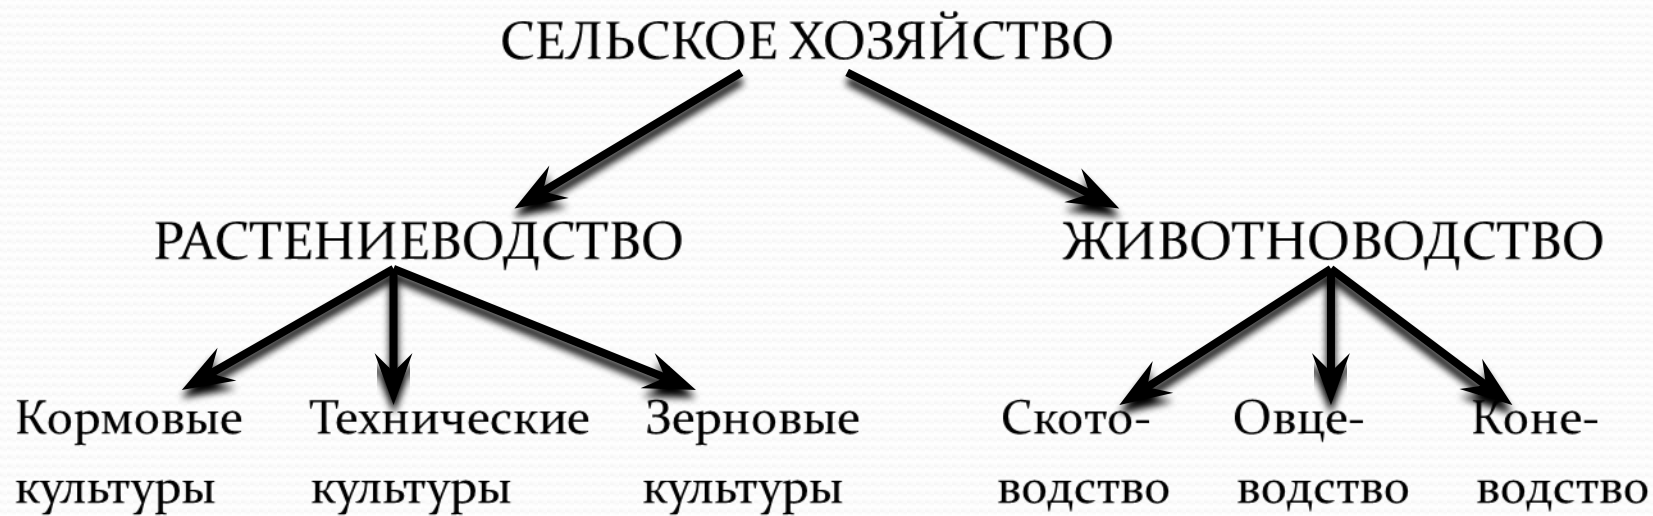 СЕЛЬСКОЕ ХОЗЯЙСТВО
РАСТЕНИЕВОДСТВО
ЖИВОТНОВОДСТВО
Кормовые
культуры
Технические
культуры
Зерновые
культуры
Ското-
водство
Овце-
водство
Коне-
водство